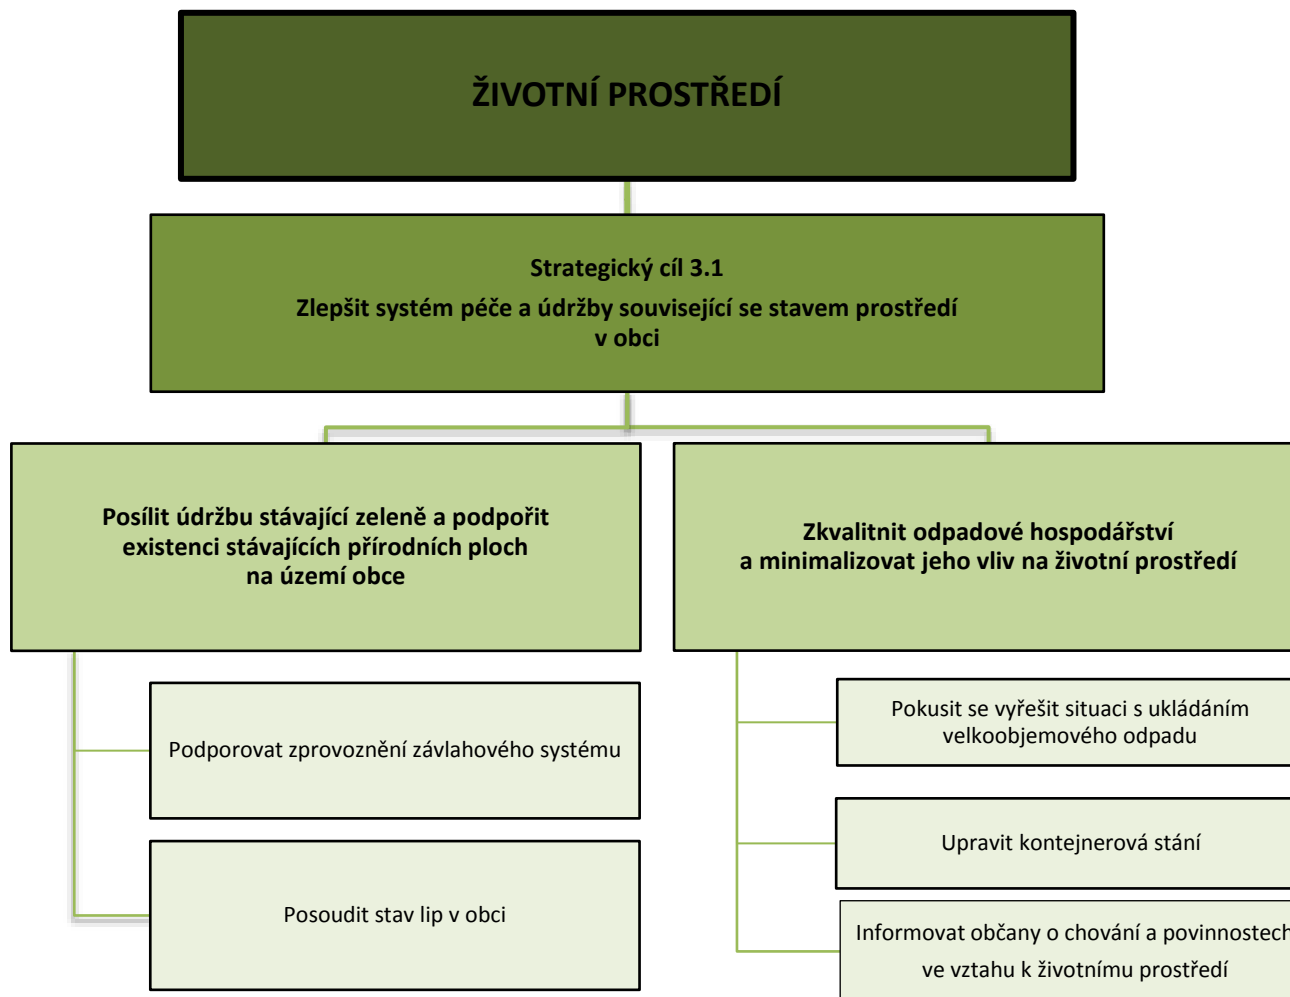 ŽIVOTNÍ PROSTŘEDÍ
Strategický cíl 3.1
Zlepšit systém péče a údržby související se stavem prostředí
v obci
Posílit údržbu stávající zeleně a podpořit
existenci stávajících přírodních ploch
na území obce
Podporovat zprovoznění závlahového systému
Posoudit stav lip v obci
Zkvalitnit odpadové hospodářství
a minimalizovat jeho vliv na životní prostředí
Pokusit se vyřešit situaci s ukládáním
velkoobjemového odpadu
Upravit kontejnerová stání
Informovat občany o chování a povinnostech
ve vztahu k životnímu prostředí